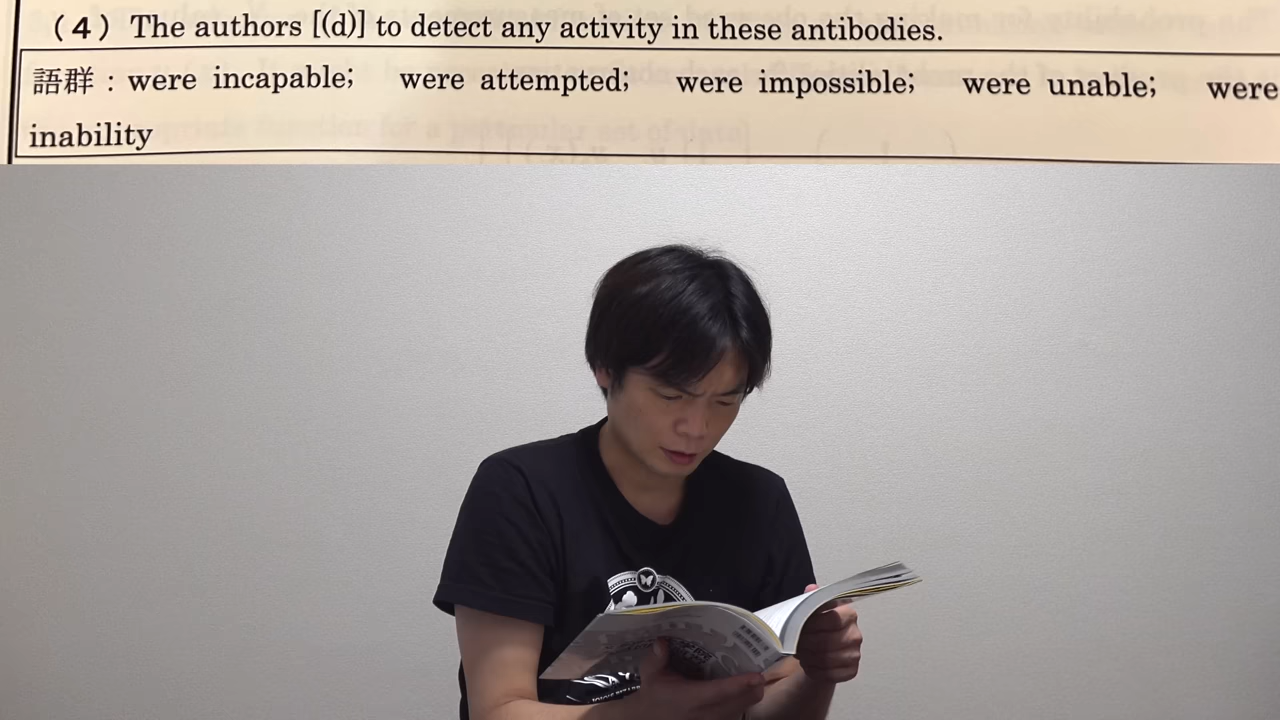 （４）The authors [(d)] to detect any activity in these antibodies.
語群：were incapable; were attempted; were impossible; were unable; were
inability